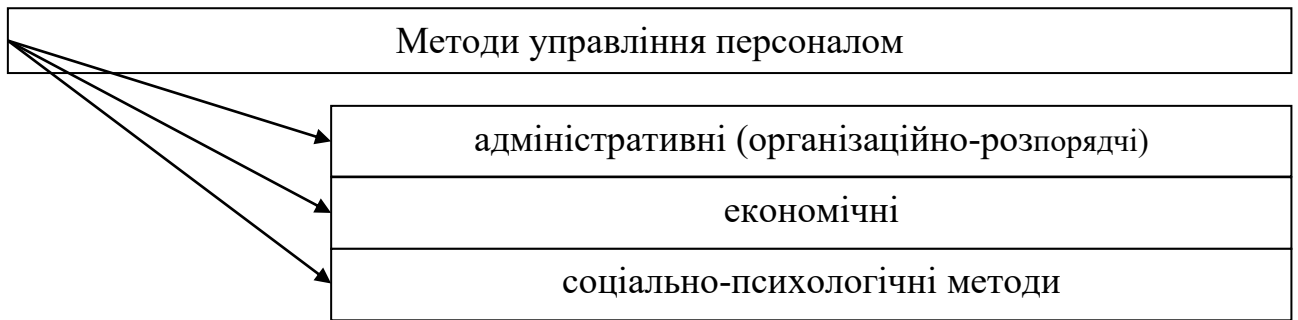 Методи управління персоналом
адміністративні (організаційно-розпорядчі)
економічні
соціально-психологічні методи